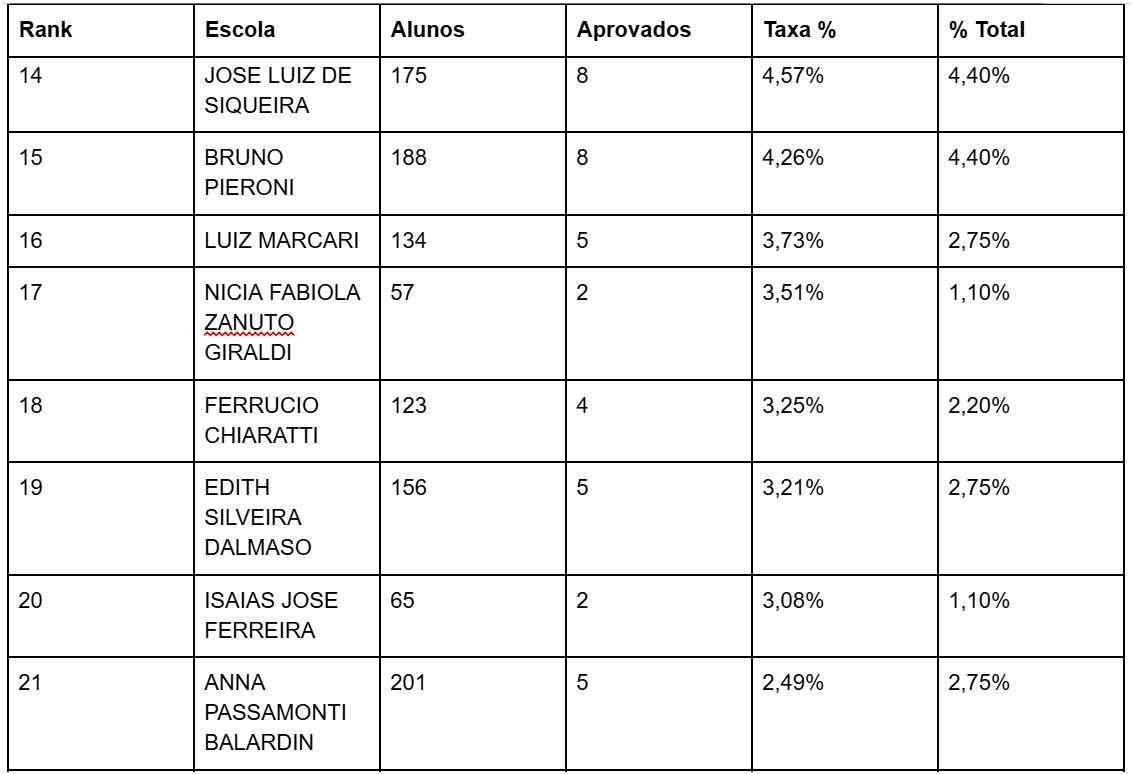 Rank Escola Alunos Aprovados Taxa % % Total
14 JOSE LUIZ DE 175 8 4,57% 4,40%
SIQUEIRA
15 BRUNO 188 8 4,26% 4,40%
PIERONI
16 LUIZ MARCARI 134 5 3,73% 2,75%
17 NICIA FABIOLA 57 2 3,51% 1,10%
ZANUTO
GIRALDI
18 FERRUCIO 123 4 3,25% 2,20%
CHIARATTI
19 EDITH 156 5 3,21% 2,75%
SILVEIRA
DALMASO
20 ISAIAS JOSE 65 2 3,08% 1,10%
FERREIRA
21 ANNA 201 5 2,49% 2,75%
PASSAMONTI
BALARDIN